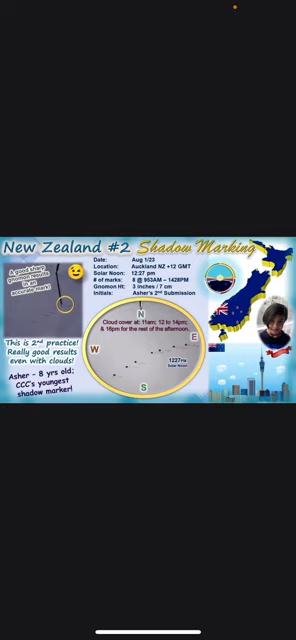 New Zealand #2 Shadow Marking
A good sharp
gnomon results
in an
accurate mark!
Date: Aug 1/23
Location: Auckland NZ +12 GMT
Solar Noon: 12:27 pm
# of marks: 8 @ 953AM – 1428PM
Gnomon Ht: 3 inches / 7 cm
Initials: Asher's 2nd Submission
N
Cloud cover at: 11am; 12 to 14pm;
& 16pm for the rest of the afternoon.
W
E
1227PM
Solar Noon
S
This is 2nd practice!
Really good results
even with clouds!
Asher – 8 yrs old;
CCC's youngest
shadow marker!